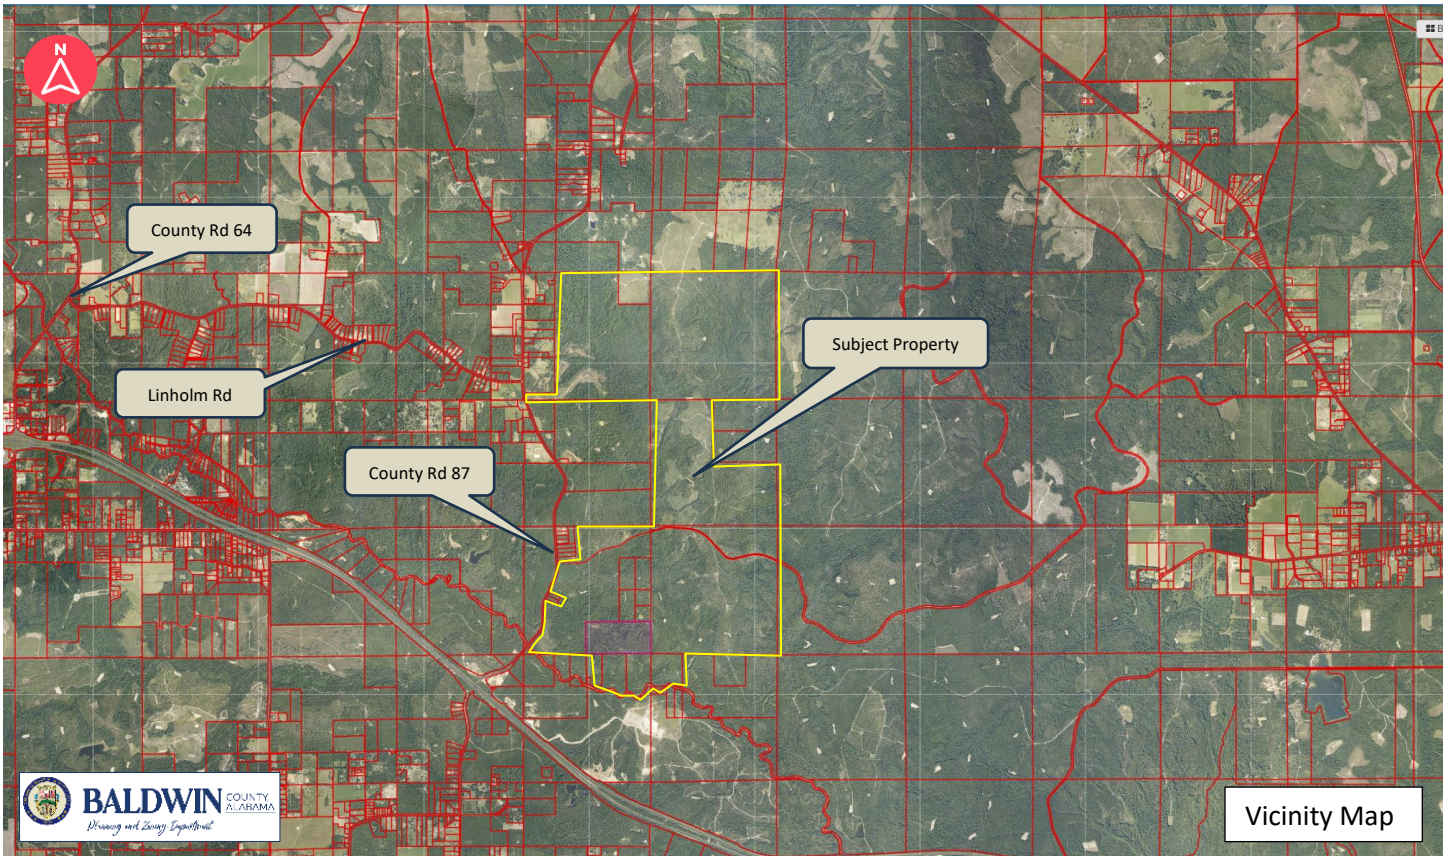 N
B
County Rd 64
Subject Property
Linholm Rd
County Rd 87
BALDWIN COUNTY
ALABAMA
Planning and Zoning Department
Vicinity Map